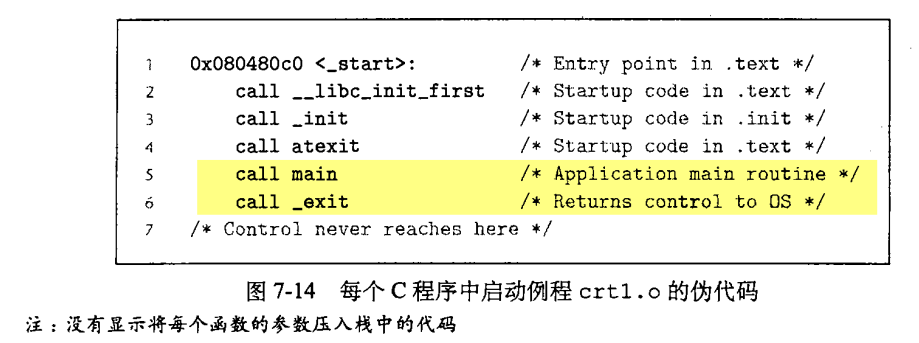 1 0x080480c0 <_start>: /* Entry point in .text */
2 call __libc_init_first /* Startup code in .text */
3 call _init /* Startup code in .init */
4 call atexit /* Startup code in .text */
5 call main /* Application main routine */
6 call _exit /* Returns control to OS */
7 /* Control never reaches here */
图 7-14 每个 C 程序中启动例程 crt1.o 的伪代码
注：没有显示将每个函数的参数压入栈中的代码